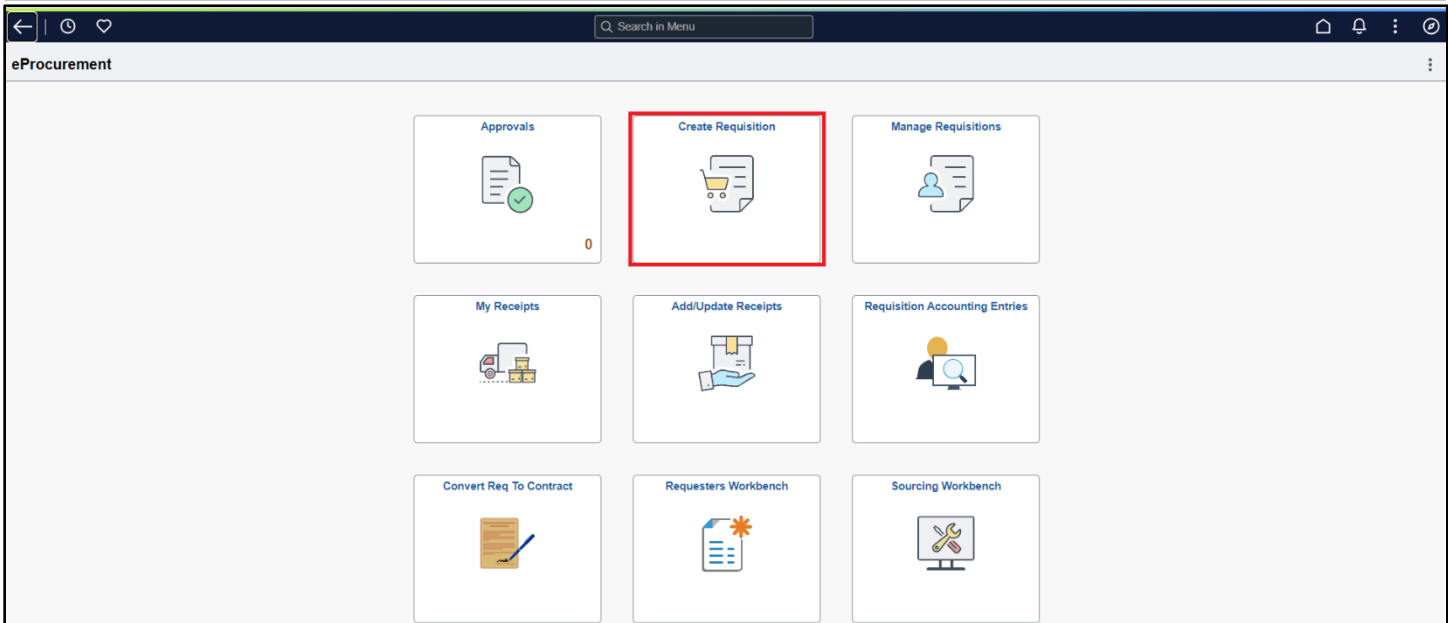 Search in Menu
eProcurement
Approvals
Create Requisition
Manage Requisitions
0
My Receipts
Add/Update Receipts
Requisition Accounting Entries
Convert Req To Contract
Requesters Workbench
Sourcing Workbench